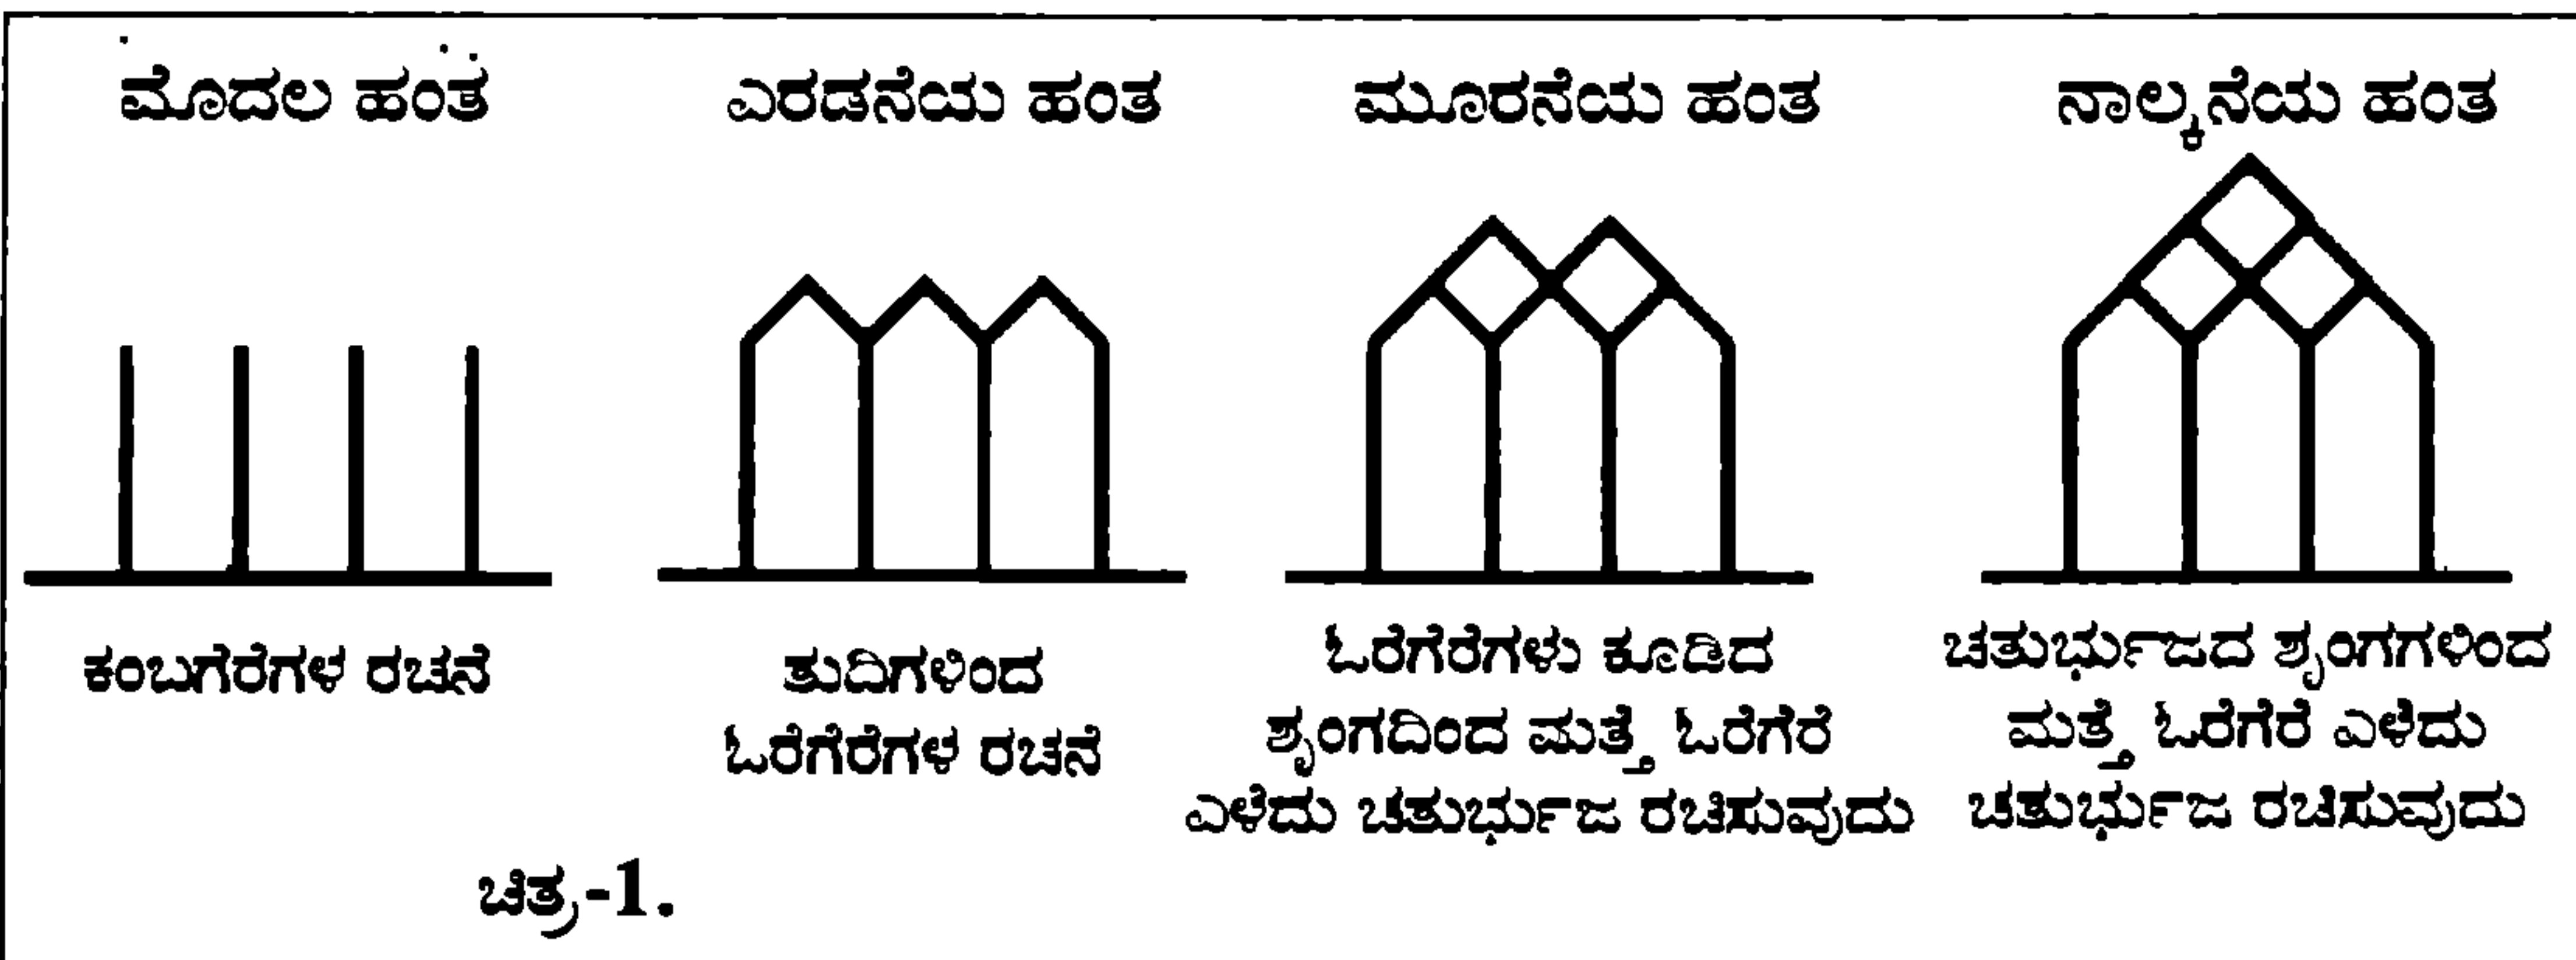 ಮೊದಲ ಹಂತ
ಎರಡನೆಯ ಹಂತ
ಮೂರನೆಯ ಹಂತ
ನಾಲ್ಕನೆಯ ಹಂತ
ಕಂಬಗೆರೆಗಳ ರಚನೆ
ತುದಿಗಳಿಂದ
ಓರೆಗೆರೆಗಳ ರಚನೆ
ಓರೆಗೆರೆಗಳು ಕೂಡಿದ
ಶೃಂಗದಿಂದ ಮತ್ತೆ ಓರೆಗೆರೆ
ಎಳೆದು ಚತುರ್ಭುಜ ರಚಿಸುವುದು
ಚತುರ್ಭುಜದ ಶೃಂಗಗಳಿಂದ
ಮತ್ತೆ ಓರೆಗೆರೆ ಎಳೆದು
ಚತುರ್ಭುಜ ರಚಿಸುವುದು
ಚಿತ್ರ-1.